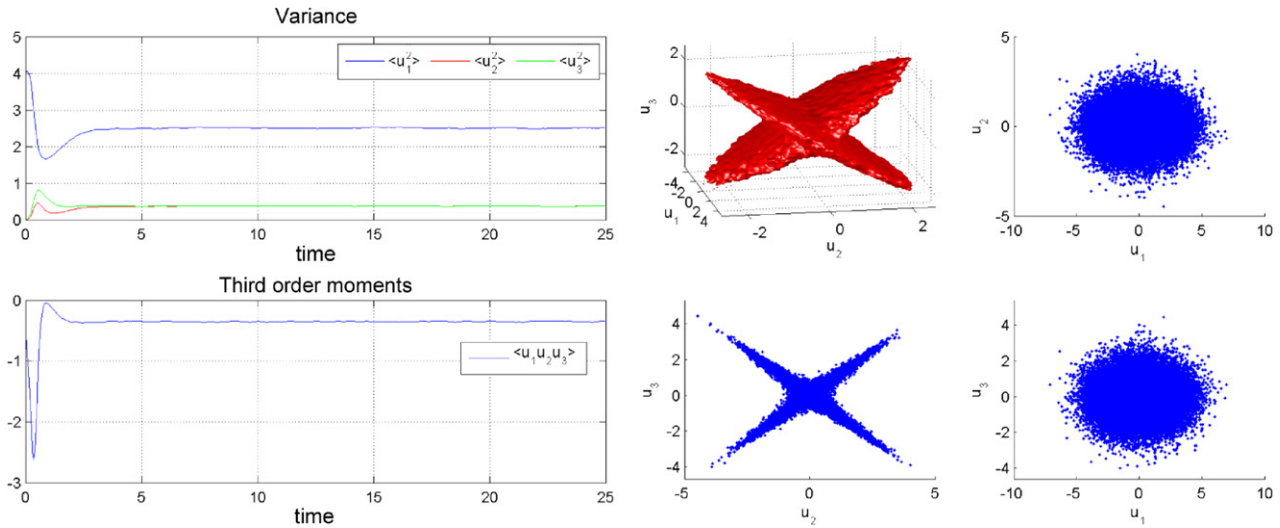 Variance
5
4
3
2
1
0
<u₁²> <u₂²> <u₃²>
0 5 10 15 20 25
time
Third order moments
0
-1
-2
-3
<u₁u₂u₃>
0 5 10 15 20 25
time
2
0
-2
u₃
-4
-2
0
2
4
u₁
-2 0 2
u₂
5
0
-5
u₂
-10 -5 0 5 10
u₁
4
2
0
-2
-4
u₃
-5 0 5
u₂
4
2
0
-2
-4
u₃
-10 -5 0 5 10
u₁